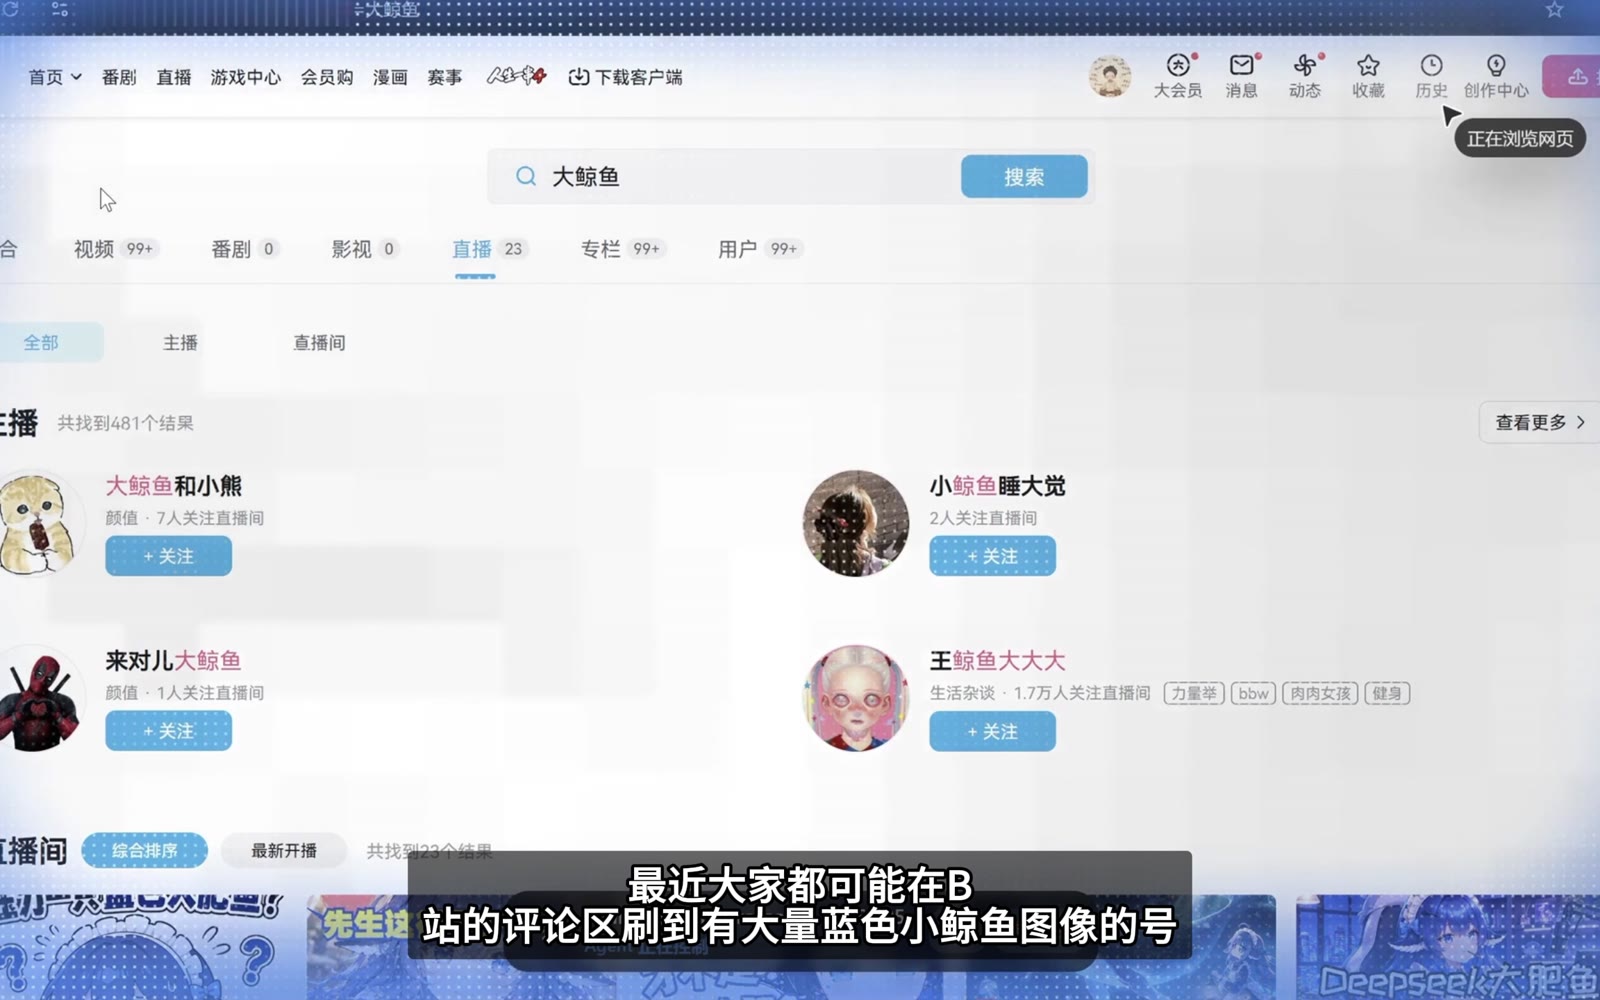 大鲸鱼
首页 番剧 直播 游戏中心 会员购 漫画 赛事 下载客户端
大会员 消息 动态 收藏 历史 创作中心
正在浏览网页
大鲸鱼 搜索
合 视频 99+ 番剧 0 影视 0 直播 23 专栏 99+ 用户 99+
全部 主播 直播间
主播 共找到481个结果 查看更多
大鲸鱼和小熊
颜值 · 7人关注直播间
+ 关注
小鲸鱼睡大觉
2人关注直播间
+ 关注
来对儿大鲸鱼
颜值 · 1人关注直播间
+ 关注
王鲸鱼大大大
生活杂谈 · 1.7万人关注直播间 力量举 bbw 肉肉女孩 健身
+ 关注
直播间 综合排序 最新开播 共找到23个结果
先生这
最近大家都可能在B
站的评论区刷到有大量蓝色小鲸鱼图像的号
Deepseek大肥鱼